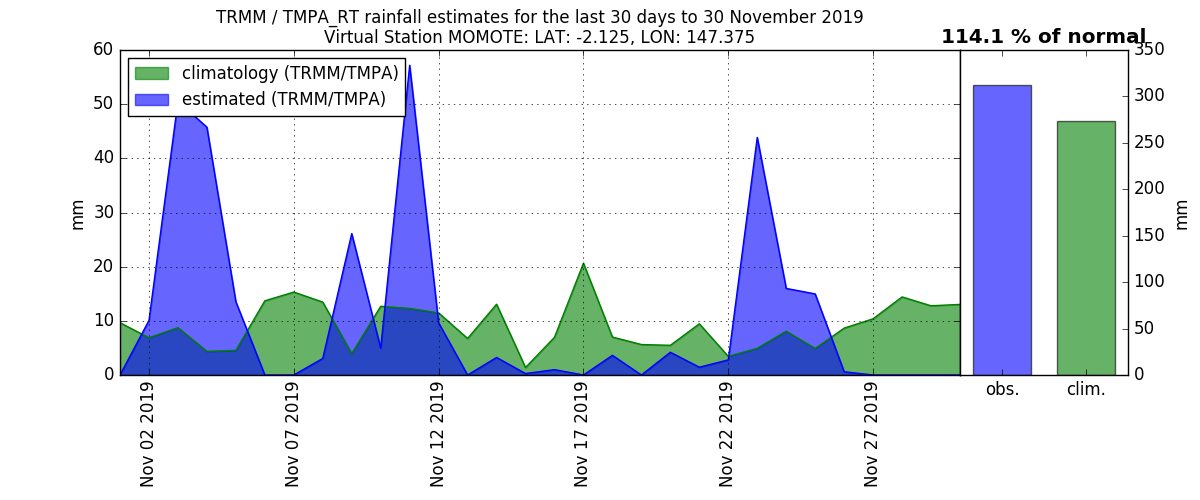 TRMM / TMPA_RT rainfall estimates for the last 30 days to 30 November 2019
Virtual Station MOMOTE: LAT: -2.125, LON: 147.375
114.1 % of normal
climatology (TRMM/TMPA)
estimated (TRMM/TMPA)
60
50
40
30
20
10
0
mm
Nov 02 2019
Nov 07 2019
Nov 12 2019
Nov 17 2019
Nov 22 2019
Nov 27 2019
obs.
clim.
350
300
250
200
150
100
50
0
mm